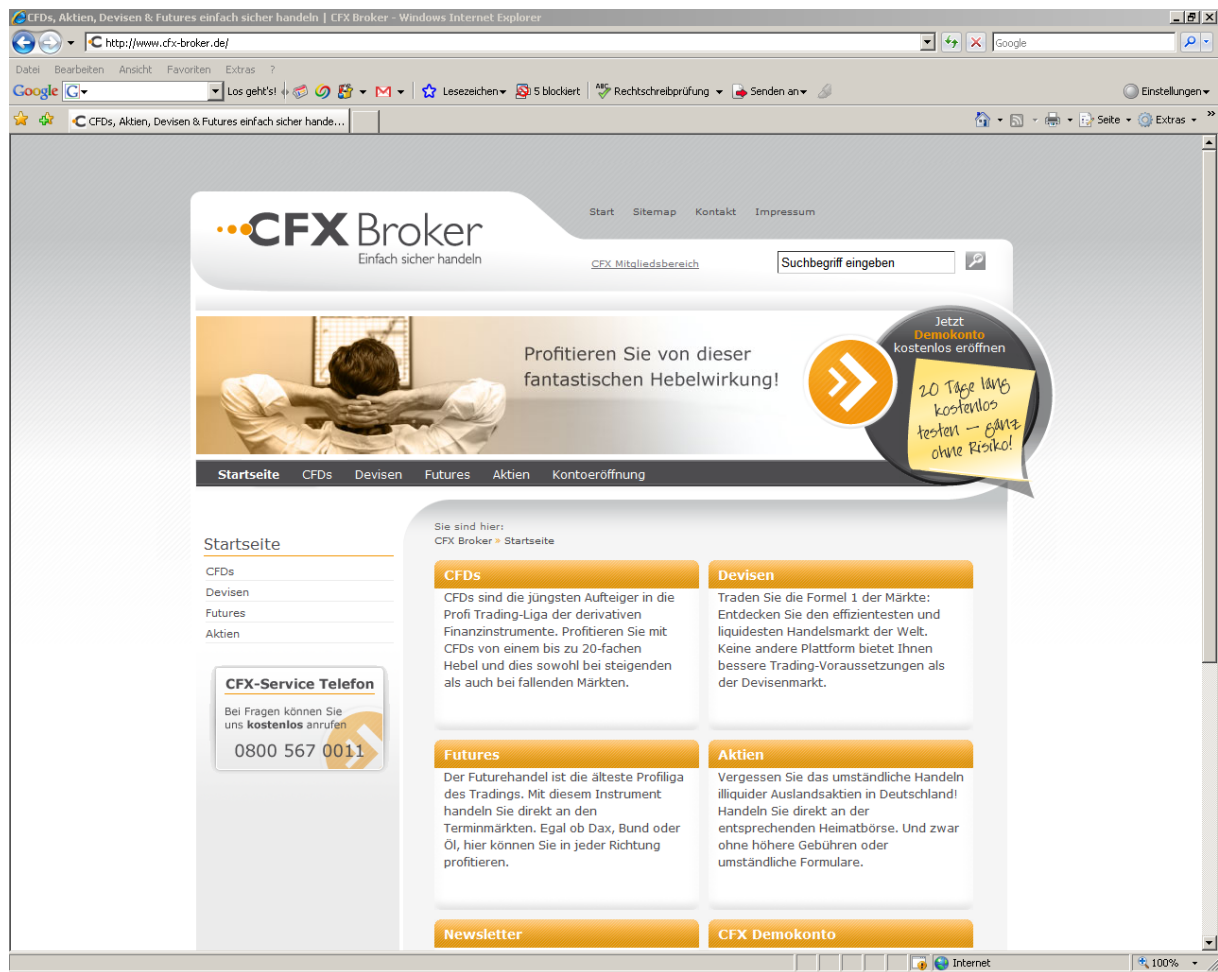 CFDs, Aktien, Devisen & Futures einfach sicher handeln | CFX Broker - Windows Internet Explorer
http://www.cfx-broker.de/
Google
Datei Bearbeiten Ansicht Favoriten Extras ?
Google G Los geht's! Lesezeichen 5 blockiert ABC Rechtschreibprüfung Senden an Einstellungen
CFDs, Aktien, Devisen & Futures einfach sicher hande... Seite Extras »
CFX Broker
Einfach sicher handeln
Start Sitemap Kontakt Impressum
CFX Mitgliedsbereich
Suchbegriff eingeben
Profitieren Sie von dieser
fantastischen Hebelwirkung!
Jetzt
Demokonto
kostenlos eröffnen
20 Tage lang
kostenlos
testen – ganz
ohne Risiko!
Startseite CFDs Devisen Futures Aktien Kontoeröffnung
Startseite
CFDs
Devisen
Futures
Aktien
CFX-Service Telefon
Bei Fragen können Sie
uns kostenlos anrufen
0800 567 0011
Sie sind hier:
CFX Broker » Startseite
CFDs
CFDs sind die jüngsten Aufteiger in die
Profi Trading-Liga der derivativen
Finanzinstrumente. Profitieren Sie mit
CFDs von einem bis zu 20-fachen
Hebel und dies sowohl bei steigenden
als auch bei fallenden Märkten.
Devisen
Traden Sie die Formel 1 der Märkte:
Entdecken Sie den effizientesten und
liquidesten Handelsmarkt der Welt.
Keine andere Plattform bietet Ihnen
bessere Trading-Voraussetzungen als
der Devisenmarkt.
Futures
Der Futurehandel ist die älteste Profiliga
des Tradings. Mit diesem Instrument
handeln Sie direkt an den
Terminmärkten. Egal ob Dax, Bund oder
Öl, hier können Sie in jeder Richtung
profitieren.
Aktien
Vergessen Sie das umständliche Handeln
illiquider Auslandsaktien in Deutschland!
Handeln Sie direkt an der
entsprechenden Heimatbörse. Und zwar
ohne höhere Gebühren oder
umständliche Formulare.
Newsletter
CFX Demokonto
Internet 100%